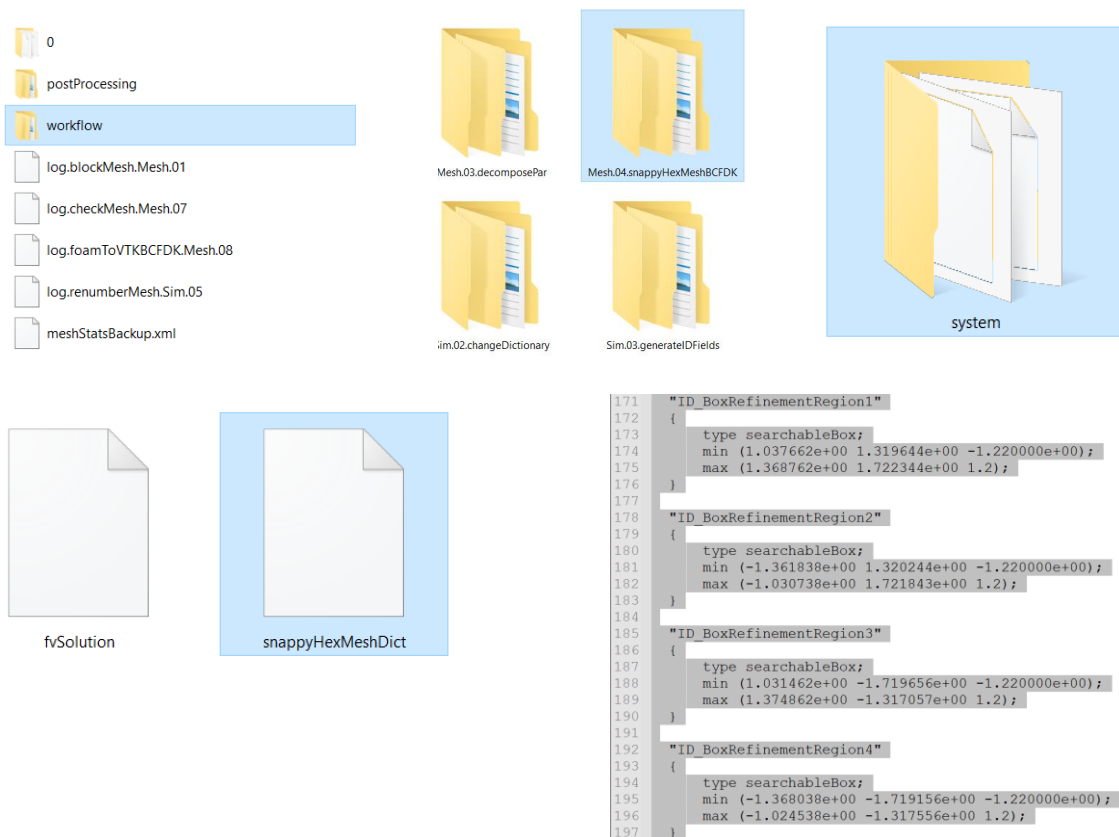 0
postProcessing
workflow
log.blockMesh.Mesh.01
log.checkMesh.Mesh.07
log.foamToVTKBCFDK.Mesh.08
log.renumberMesh.Sim.05
meshStatsBackup.xml
Mesh.03.decomposePar
Mesh.04.snappyHexMeshBCFDK
Sim.02.changeDictionary
Sim.03.generateIDFields
system
fvSolution
snappyHexMeshDict
171 "ID_BoxRefinementRegion1"
172 {
173 type searchableBox;
174 min (1.037662e+00 1.319644e+00 -1.220000e+00);
175 max (1.368762e+00 1.722344e+00 1.2);
176 }
177
178 "ID_BoxRefinementRegion2"
179 {
180 type searchableBox;
181 min (-1.361838e+00 1.320244e+00 -1.220000e+00);
182 max (-1.030738e+00 1.721843e+00 1.2);
183 }
184
185 "ID_BoxRefinementRegion3"
186 {
187 type searchableBox;
188 min (1.031462e+00 -1.719656e+00 -1.220000e+00);
189 max (1.374862e+00 -1.317057e+00 1.2);
190 }
191
192 "ID_BoxRefinementRegion4"
193 {
194 type searchableBox;
195 min (-1.368038e+00 -1.719156e+00 -1.220000e+00);
196 max (-1.024538e+00 -1.317556e+00 1.2);
197 }